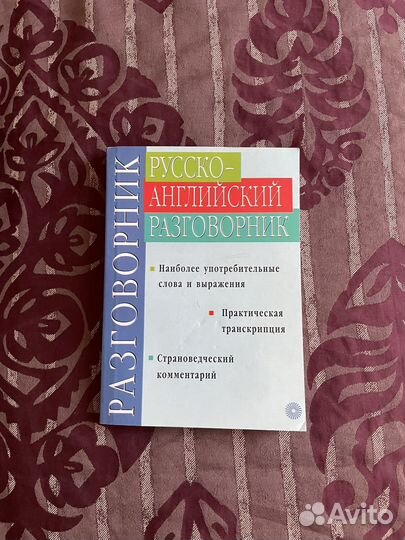 РАЗГОВОРНИК
РУССКО-
АНГЛИЙСКИЙ
РАЗГОВОРНИК
Наиболее употребительные
слова и выражения
Практическая
транскрипция
Страноведческий
комментарий
Avito